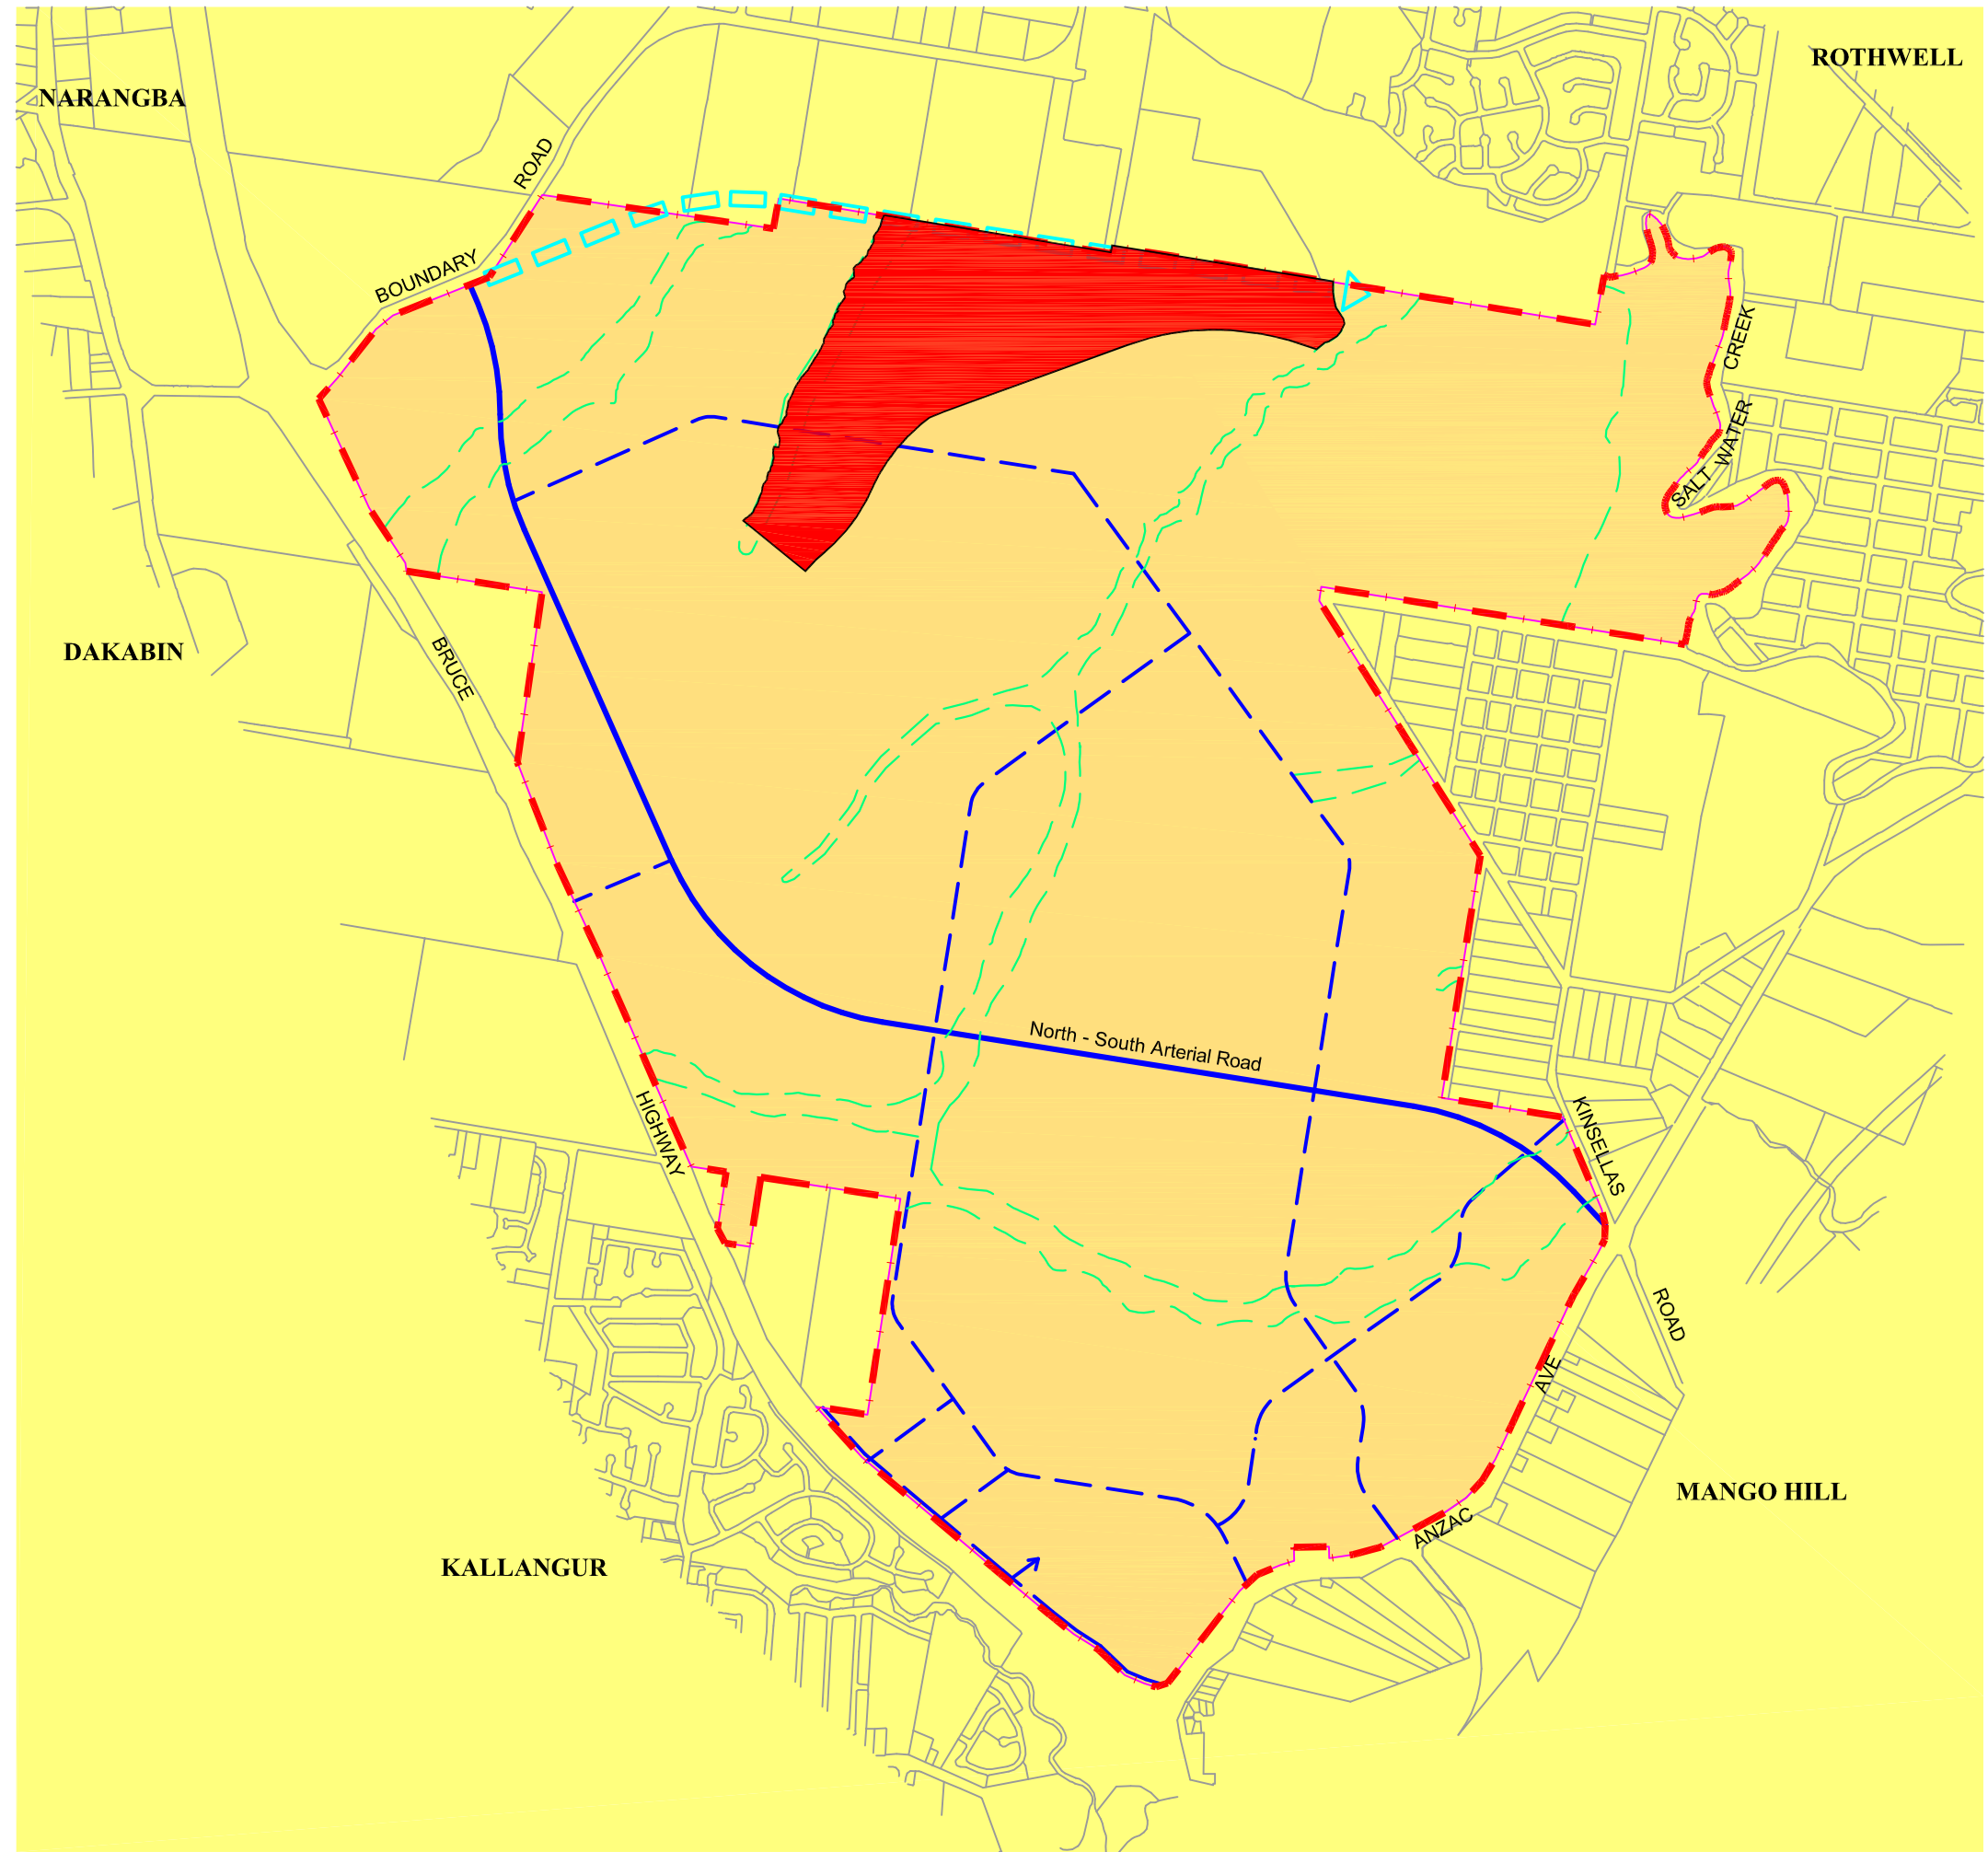 ROTHWELL
NARANGBA
ROAD
BOUNDARY
CREEK
WATER
SALT
DAKABIN
BRUCE
North - South Arterial Road
HIGHWAY
KINSELLAS
ROAD
AVE
MANGO HILL
ANZAC
KALLANGUR